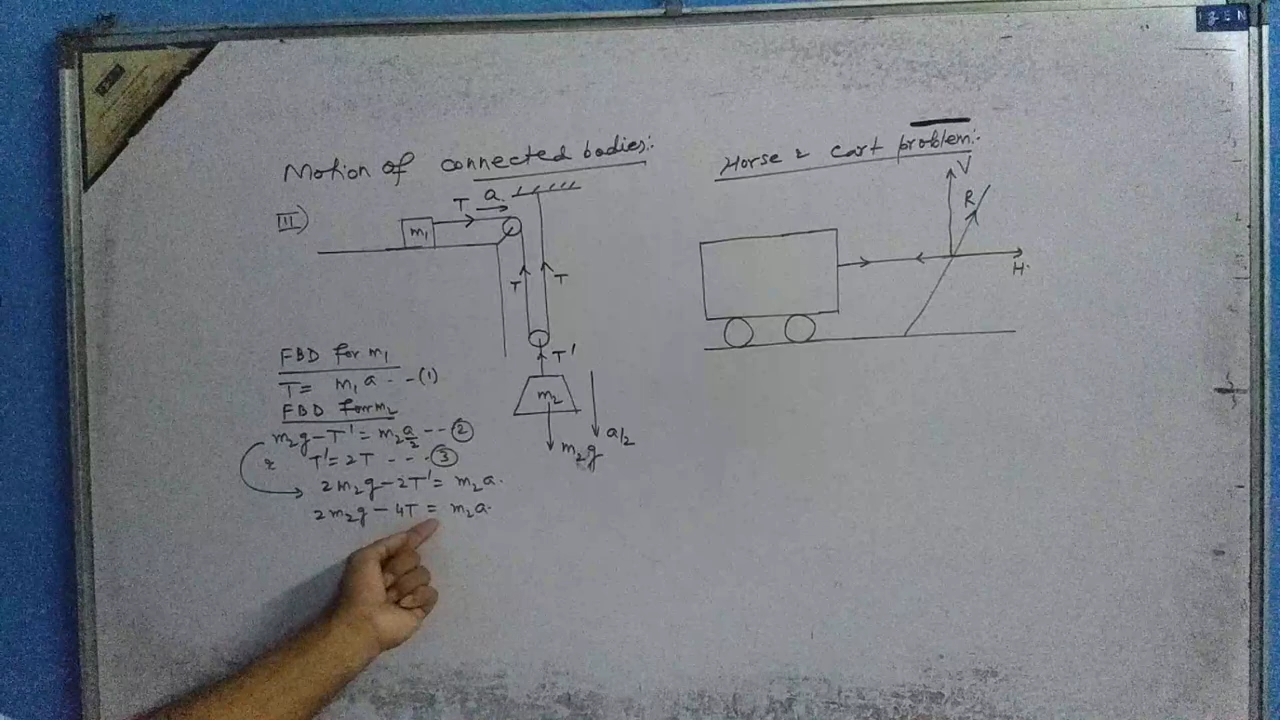 Motion of connected bodies:
III)
T a
m₁
T T
T'
m₂
a/2
m₂g
FBD for m₁
T = m₁a - - (1)
FBD for m₂
m₂g - T' = m₂ a/2 - - ②
T' = 2T - - - ③
2m₂g - 2T' = m₂a.
2m₂g - 4T = m₂a.
Horse & cart problem:
V
R
H.